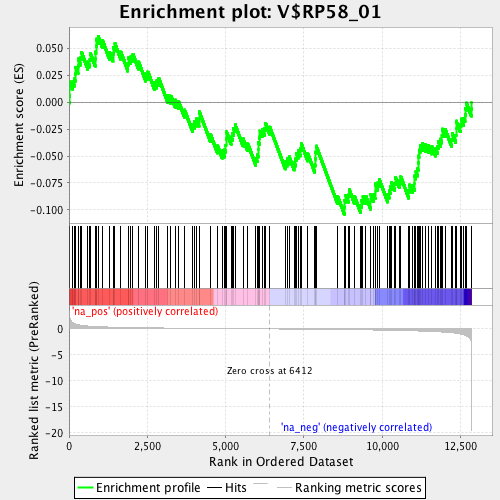 Enrichment plot: V$RP58_01
Enrichment score (ES)
0.050
0.025
0.000
-0.025
-0.050
-0.075
-0.100
'na_pos' (positively correlated)
Ranked list metric (PreRanked)
0
-5
-10
-15
-20
Zero cross at 6412
'na_neg' (negatively correlated)
0
2,500
5,000
7,500
10,000
12,500
Rank in Ordered Dataset
Enrichment profile
Hits
Ranking metric scores